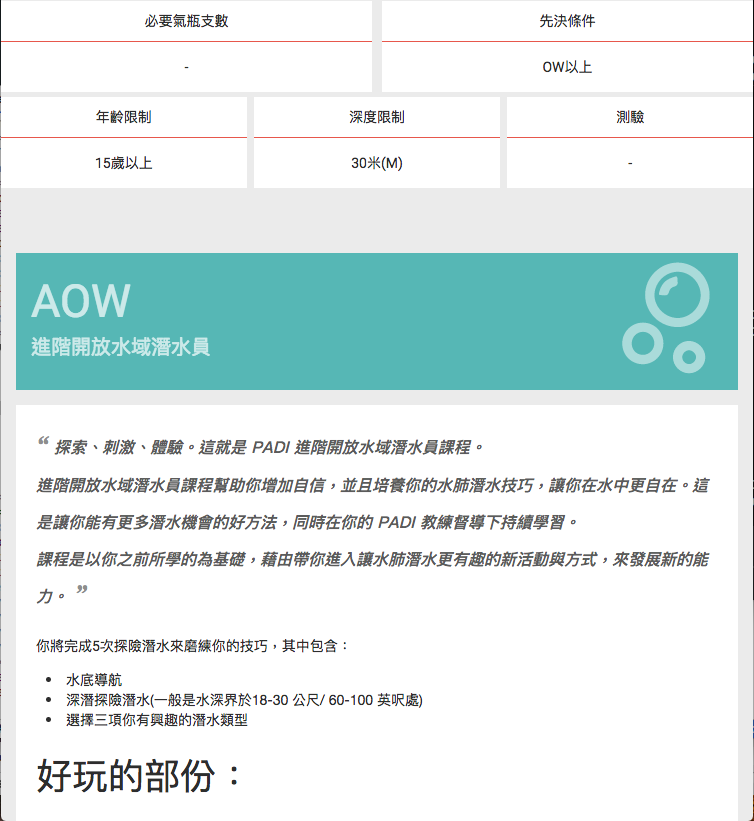 必要氣瓶支數 先決條件
- OW以上
年齡限制 深度限制 測驗
15歲以上 30米(M) -
AOW
進階開放水域潛水員
“ 探索、刺激、體驗。這就是 PADI 進階開放水域潛水員課程。
進階開放水域潛水員課程幫助你增加自信，並且培養你的水肺潛水技巧，讓你在水中更自在。這
是讓你能有更多潛水機會的好方法，同時在你的 PADI 教練督導下持續學習。
課程是以你之前所學的為基礎，藉由帶你進入讓水肺潛水更有趣的新活動與方式，來發展新的能
力。 ”
你將完成5次探險潛水來磨練你的技巧，其中包含：
• 水底導航
• 深潛探險潛水(一般是水深界於18-30 公尺/ 60-100 英呎處)
• 選擇三項你有興趣的潛水類型
好玩的部份：